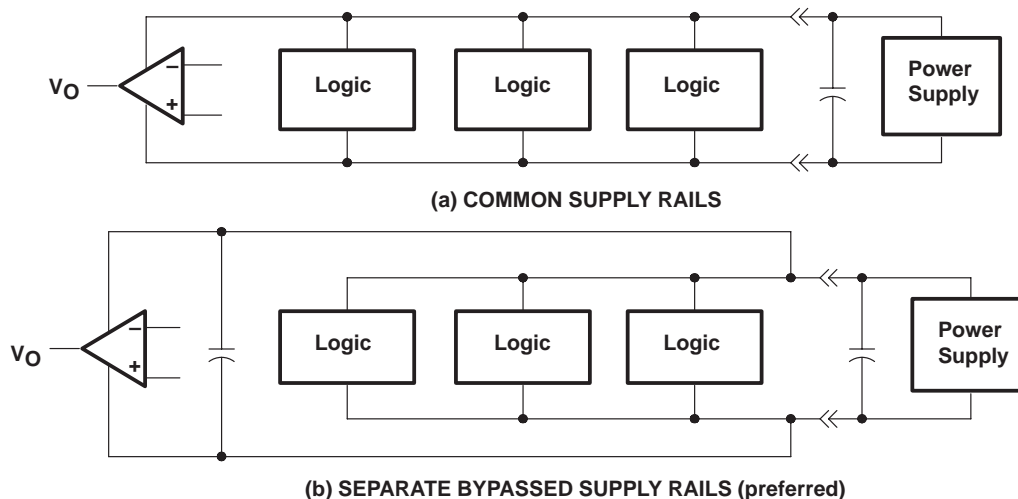 Logic
Logic
Logic
Power
Supply
−
+
VO
(a) COMMON SUPPLY RAILS
Logic
Logic
Logic
Power
Supply
−
+
VO
(b) SEPARATE BYPASSED SUPPLY RAILS (preferred)